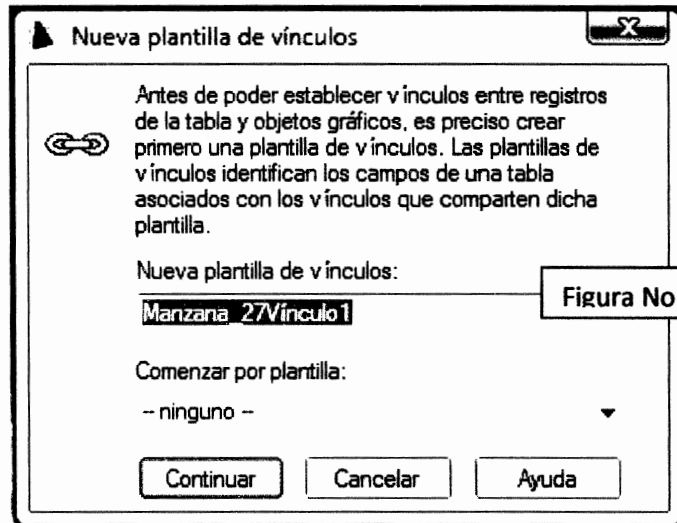 Nueva plantilla de vínculos
Antes de poder establecer vínculos entre registros
de la tabla y objetos gráficos, es preciso crear
primero una plantilla de vínculos. Las plantillas de
vínculos identifican los campos de una tabla
asociados con los vínculos que comparten dicha
plantilla.
Nueva plantilla de vínculos:
Figura No
Manzana_27Vínculo1
Comenzar por plantilla:
-- ninguno --
Continuar
Cancelar
Ayuda